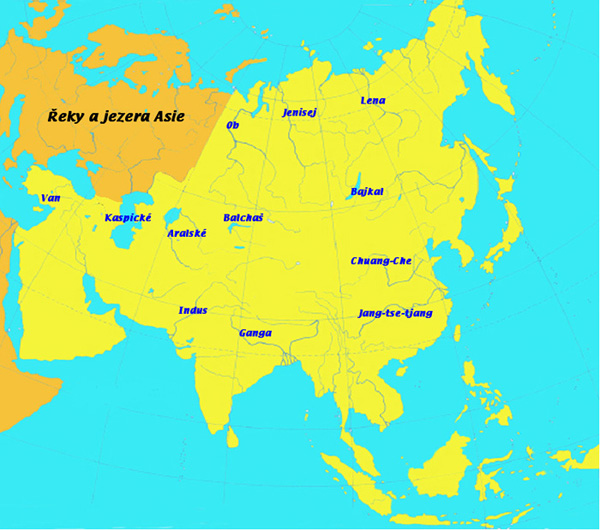 Řeky a jezera Asie
Ob
Jenisej
Lena
Van
Kaspické
Aralské
Balchaš
Bajkal
Chuang-Che
Indus
Ganga
Jang-tse-tjang